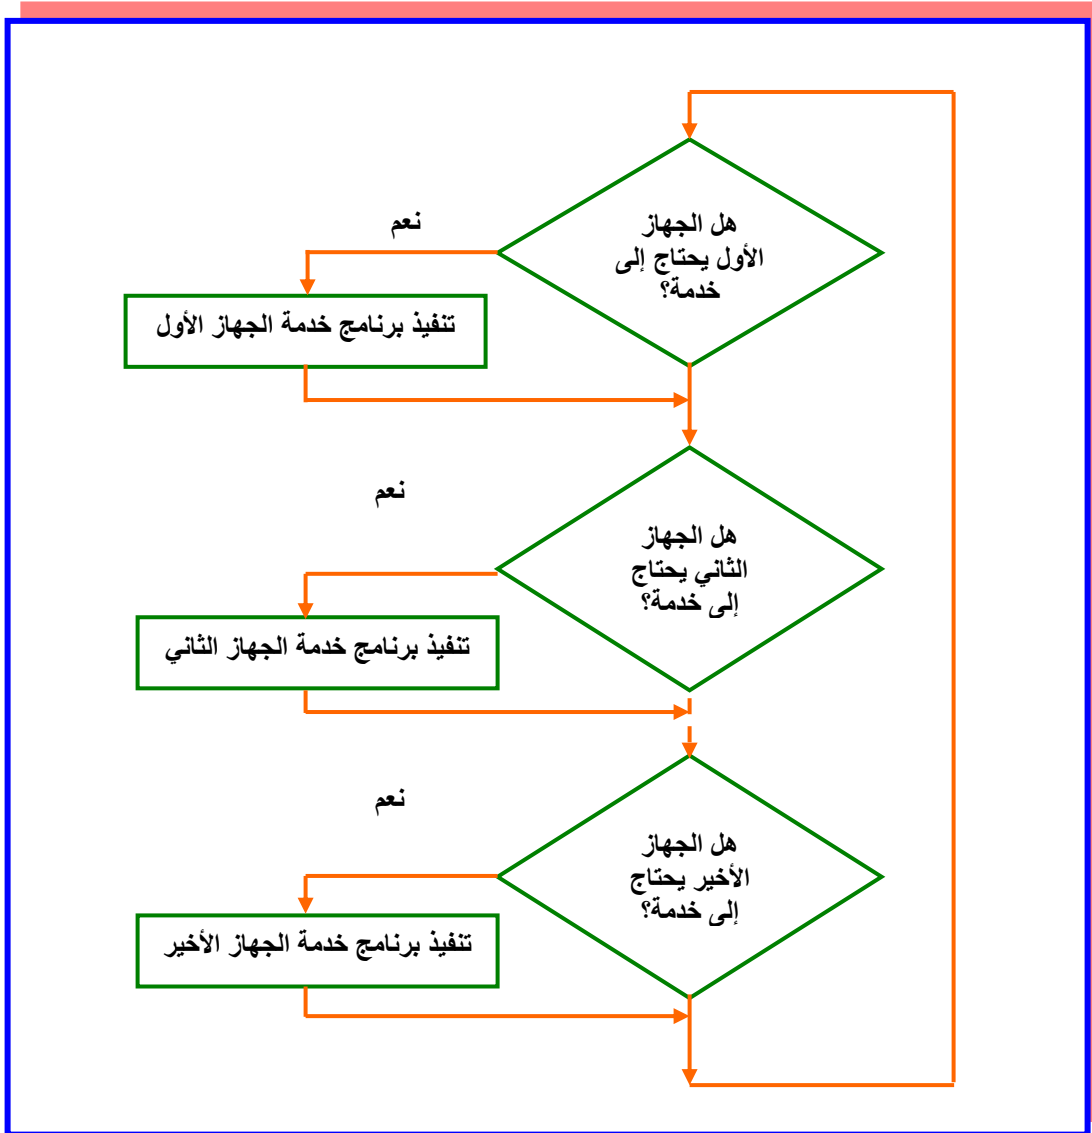 هل الجهاز
الأول يحتاج إلى
خدمة؟
نعم
تنفيذ برنامج خدمة الجهاز الأول
هل الجهاز
الثاني يحتاج
إلى خدمة؟
نعم
تنفيذ برنامج خدمة الجهاز الثاني
هل الجهاز
الأخير يحتاج
إلى خدمة؟
نعم
تنفيذ برنامج خدمة الجهاز الأخير